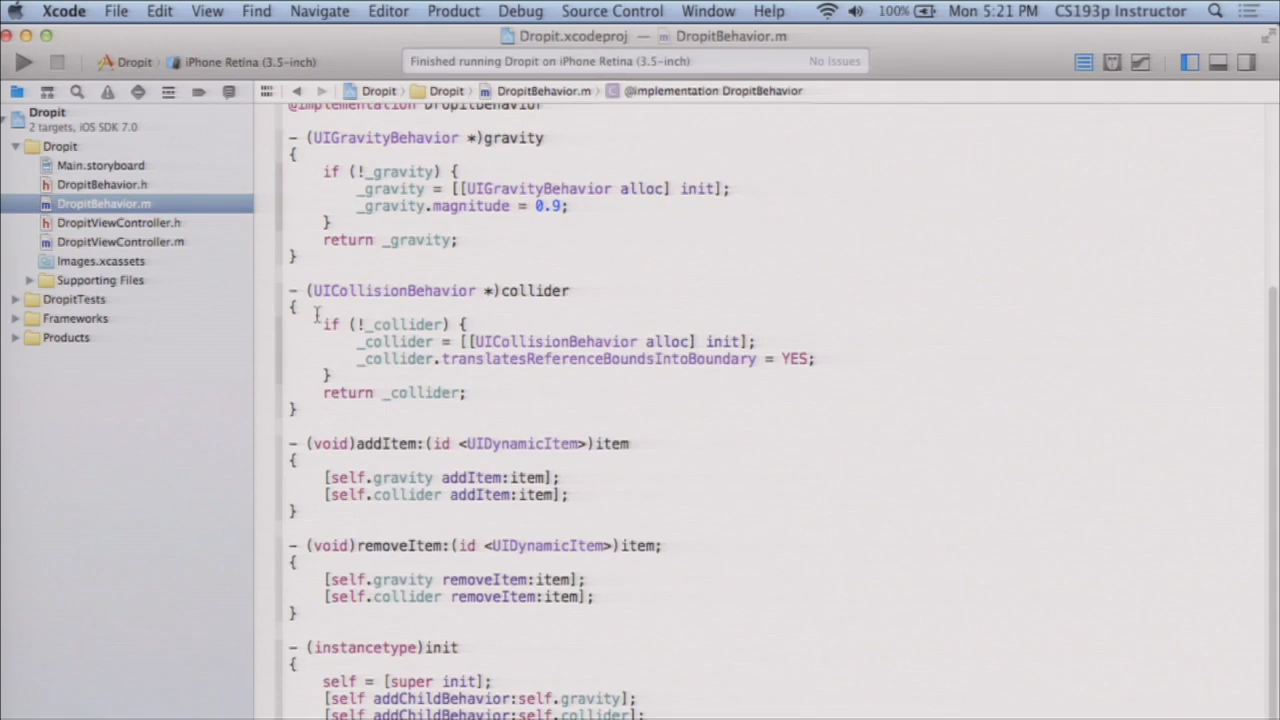 Xcode File Edit View Find Navigate Editor Product Debug Source Control Window Help 100% Mon 5:21 PM CS193p Instructor
Dropit.xcodeproj — DropitBehavior.m
Dropit iPhone Retina (3.5-inch) Finished running Dropit on iPhone Retina (3.5-inch) No Issues
Dropit Dropit DropitBehavior.m @implementation DropitBehavior
Dropit
2 targets, iOS SDK 7.0
Dropit
Main.storyboard
DropitBehavior.h
DropitBehavior.m
DropitViewController.h
DropitViewController.m
Images.xcassets
Supporting Files
DropitTests
Frameworks
Products
@implementation DropitBehavior
- (UIGravityBehavior *)gravity
{
if (!_gravity) {
_gravity = [[UIGravityBehavior alloc] init];
_gravity.magnitude = 0.9;
}
return _gravity;
}
- (UICollisionBehavior *)collider
{
if (!_collider) {
_collider = [[UICollisionBehavior alloc] init];
_collider.translatesReferenceBoundsIntoBoundary = YES;
}
return _collider;
}
- (void)addItem:(id <UIDynamicItem>)item
{
[self.gravity addItem:item];
[self.collider addItem:item];
}
- (void)removeItem:(id <UIDynamicItem>)item;
{
[self.gravity removeItem:item];
[self.collider removeItem:item];
}
- (instancetype)init
{
self = [super init];
[self addChildBehavior:self.gravity];
[self addChildBehavior:self.collider];